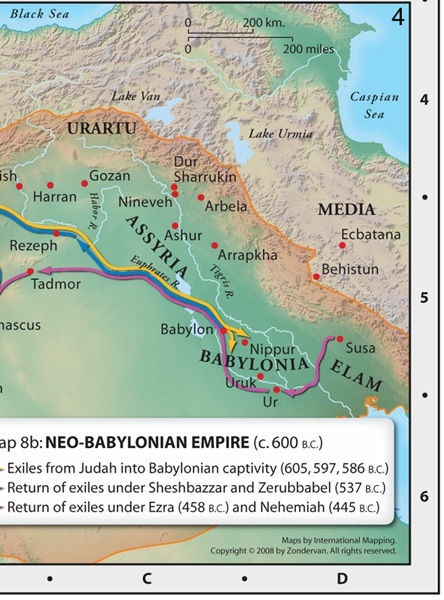 Black Sea
0 200 km.
0 200 miles
4
4
Lake Van
Caspian
Sea
URARTU
Lake Urmia
Dur
Sharrukin
ish
Gozan
Harran
Habor R.
Nineveh
Arbela
MEDIA
ASSYRIA
Ashur
Ecbatana
Rezeph
Arrapkha
Behistun
Euphrates R.
Tigris R.
Tadmor
5
mascus
Babylon
Nippur
Susa
BABYLONIA
ELAM
Uruk
Ur
n
ap 8b: NEO-BABYLONIAN EMPIRE (c. 600 B.C.)
Exiles from Judah into Babylonian captivity (605, 597, 586 B.C.)
Return of exiles under Sheshbazzar and Zerubbabel (537 B.C.)
Return of exiles under Ezra (458 B.C.) and Nehemiah (445 B.C.)
6
Maps by International Mapping.
Copyright © 2008 by Zondervan. All rights reserved.
C D